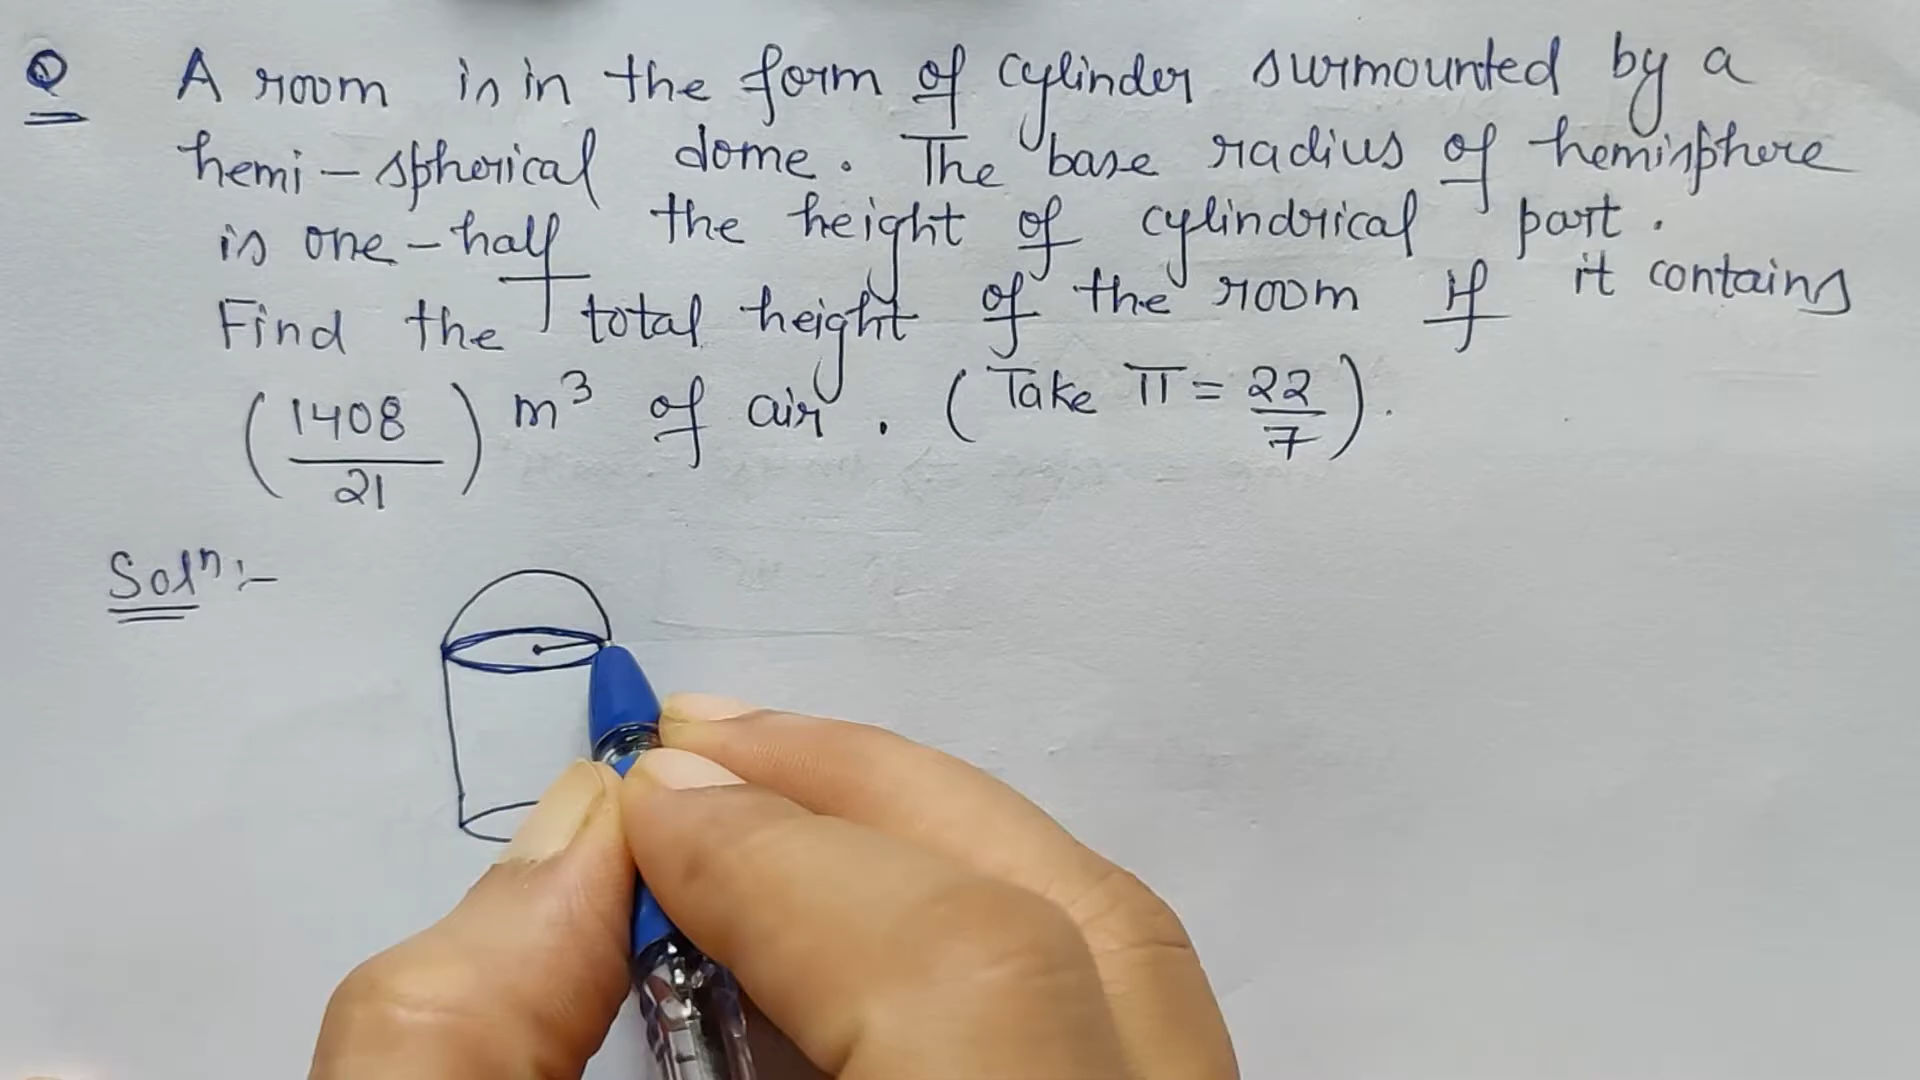 Q A room is in the form of cylinder surmounted by a
hemi-spherical dome. The base radius of hemisphere
is one-half the height of cylindrical part.
Find the total height of the room if it contains
(1408/21) m³ of air. (Take π = 22/7).
Solⁿ:-